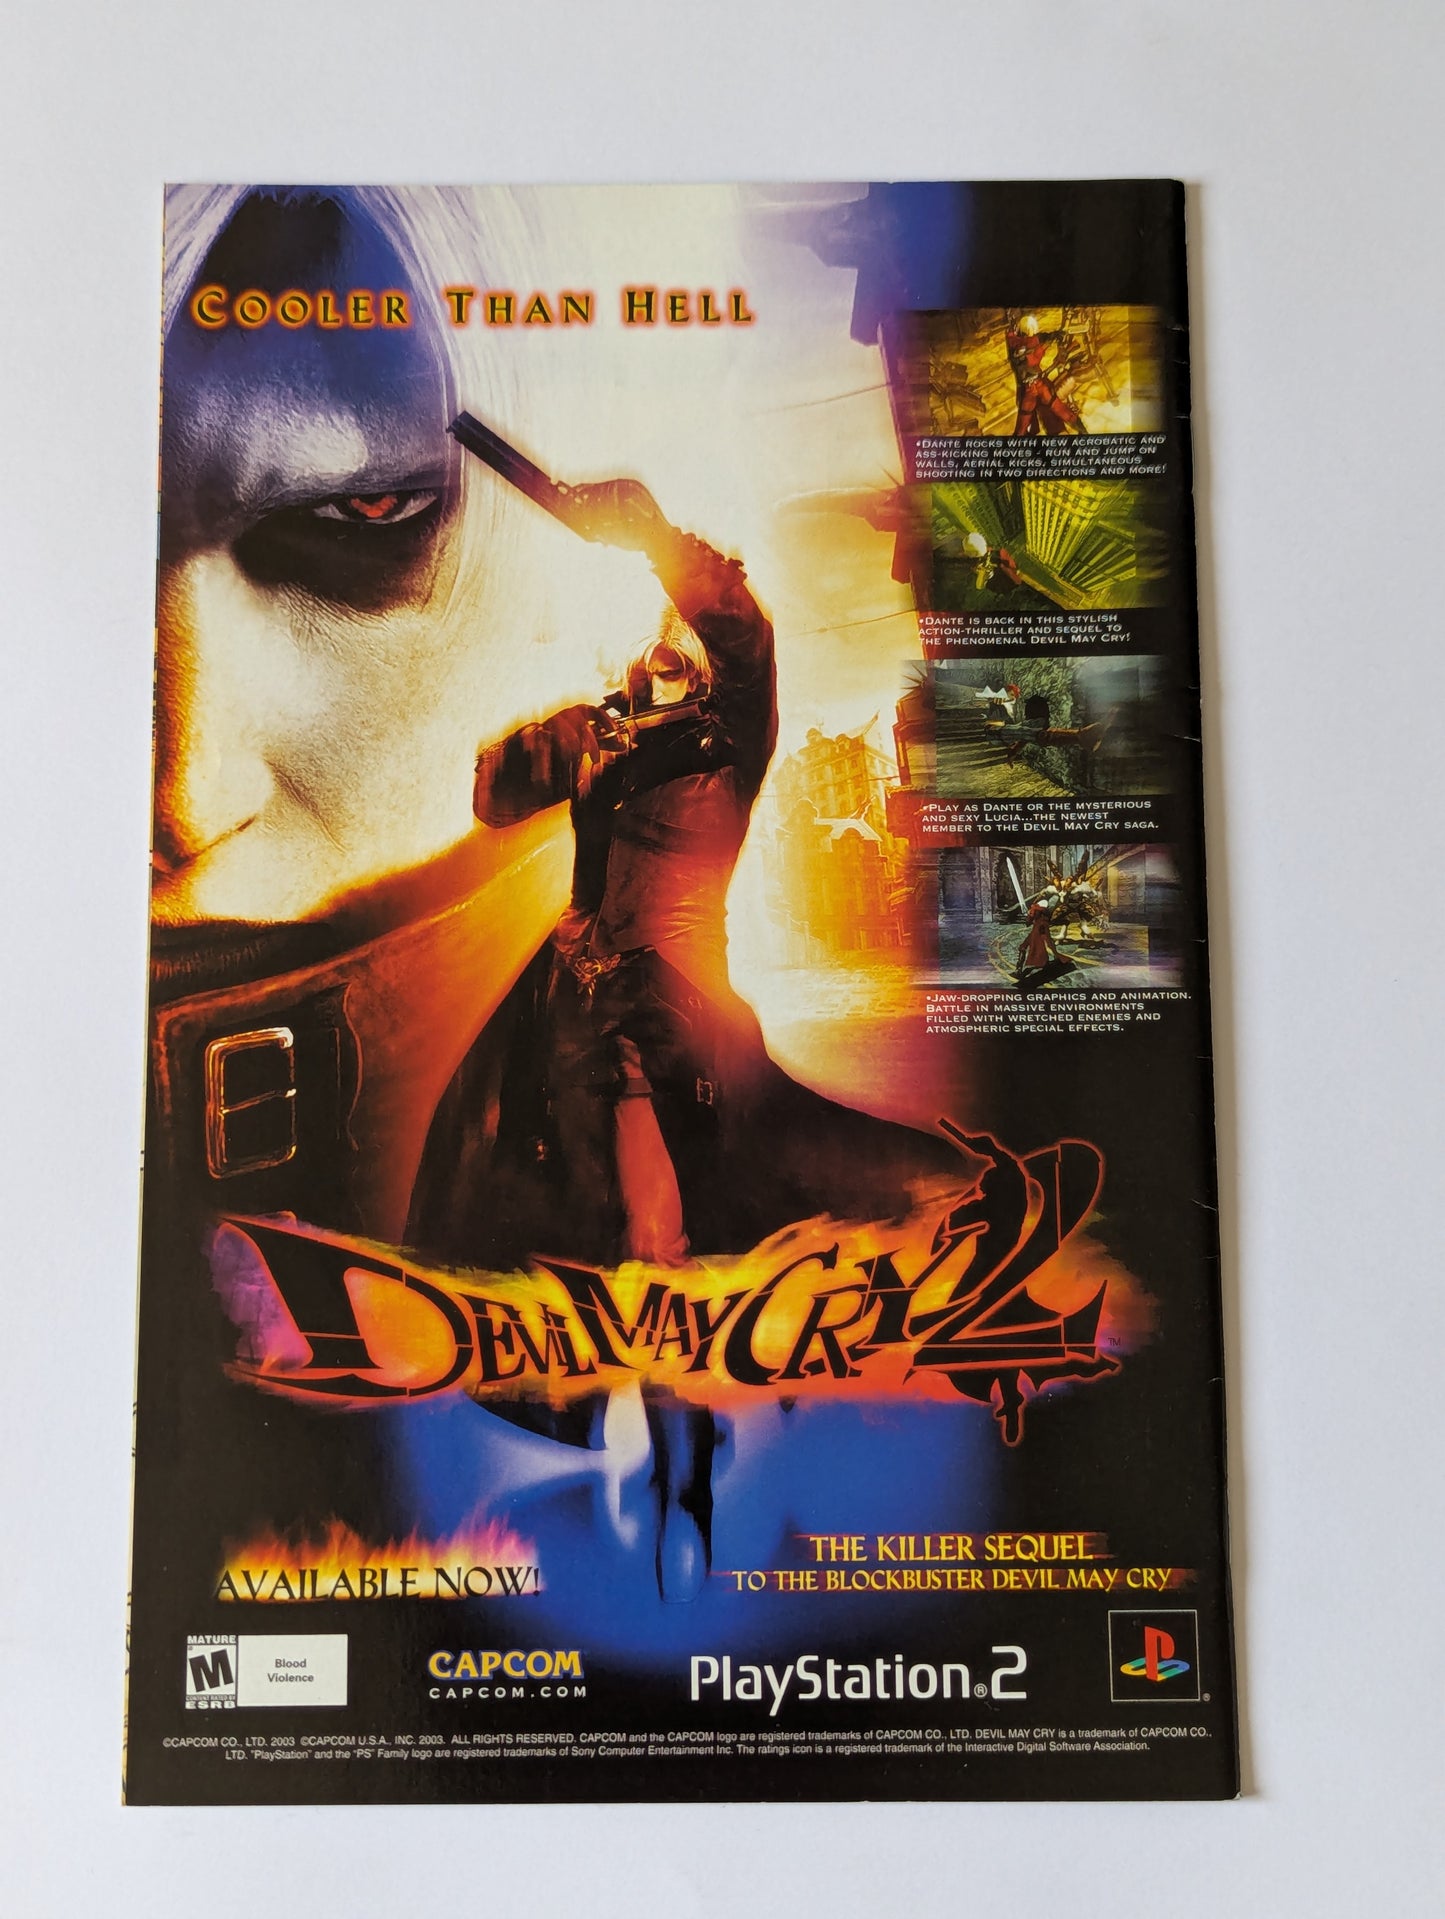 COOLER THAN HELL
•DANTE ROCKS WITH NEW ACROBATIC AND
ASS-KICKING MOVES - RUN AND JUMP ON
WALLS, AERIAL KICKS, SIMULTANEOUS
SHOOTING IN TWO DIRECTIONS AND MORE!
•DANTE IS BACK IN THIS STYLISH
ACTION-THRILLER AND SEQUEL TO
THE PHENOMENAL DEVIL MAY CRY!
•PLAY AS DANTE OR THE MYSTERIOUS
AND SEXY LUCIA...THE NEWEST
MEMBER TO THE DEVIL MAY CRY SAGA.
•JAW-DROPPING GRAPHICS AND ANIMATION.
BATTLE IN MASSIVE ENVIRONMENTS
FILLED WITH WRETCHED ENEMIES AND
ATMOSPHERIC SPECIAL EFFECTS.
DEVIL MAY CRY 2 TM
AVAILABLE NOW!
THE KILLER SEQUEL
TO THE BLOCKBUSTER DEVIL MAY CRY
MATURE
M
CONTENT RATED BY
ESRB
Blood
Violence
CAPCOM
CAPCOM.COM
PlayStation®2
®
©CAPCOM CO., LTD. 2003 ©CAPCOM U.S.A., INC. 2003. ALL RIGHTS RESERVED. CAPCOM and the CAPCOM logo are registered trademarks of CAPCOM CO., LTD. DEVIL MAY CRY is a trademark of CAPCOM CO.,
LTD. "PlayStation" and the "PS" Family logo are registered trademarks of Sony Computer Entertainment Inc. The ratings icon is a registered trademark of the Interactive Digital Software Association.